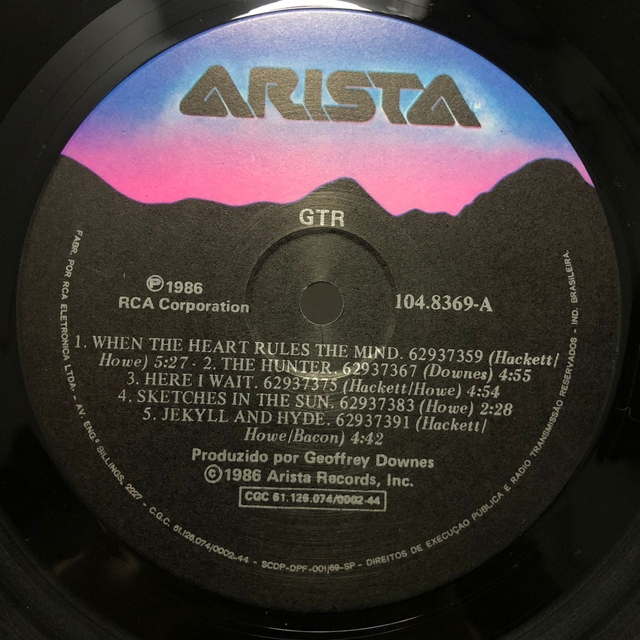 ARISTA
GTR
Ⓟ1986
RCA Corporation
104.8369-A
1. WHEN THE HEART RULES THE MIND. 62937359 (Hackett/
Howe) 5:27 - 2. THE HUNTER. 62937367 (Downes) 4:55
3. HERE I WAIT. 62937375 (Hackett/Howe) 4:54
4. SKETCHES IN THE SUN. 62937383 (Howe) 2:28
5. JEKYLL AND HYDE. 62937391 (Hackett/
Howe/Bacon) 4:42
Produzido por Geoffrey Downes
©1986 Arista Records, Inc.
CGC 61.126.074/0002-44
FABR. POR RCA ELETRONICA LTDA - AV. ENGº BILLINGS, 2227 - C.G.C. 61.126.074/0002-44 - SCDP-DPF-001/69-SP - DIREITOS DE EXECUÇÃO PÚBLICA E RADIO TRANSMISSÃO RESERVADOS - IND. BRASILEIRA.